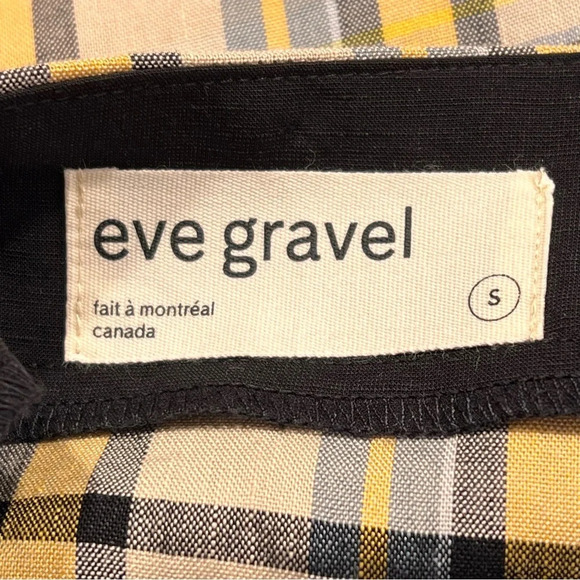 eve gravel
fait à montréal
canada
S